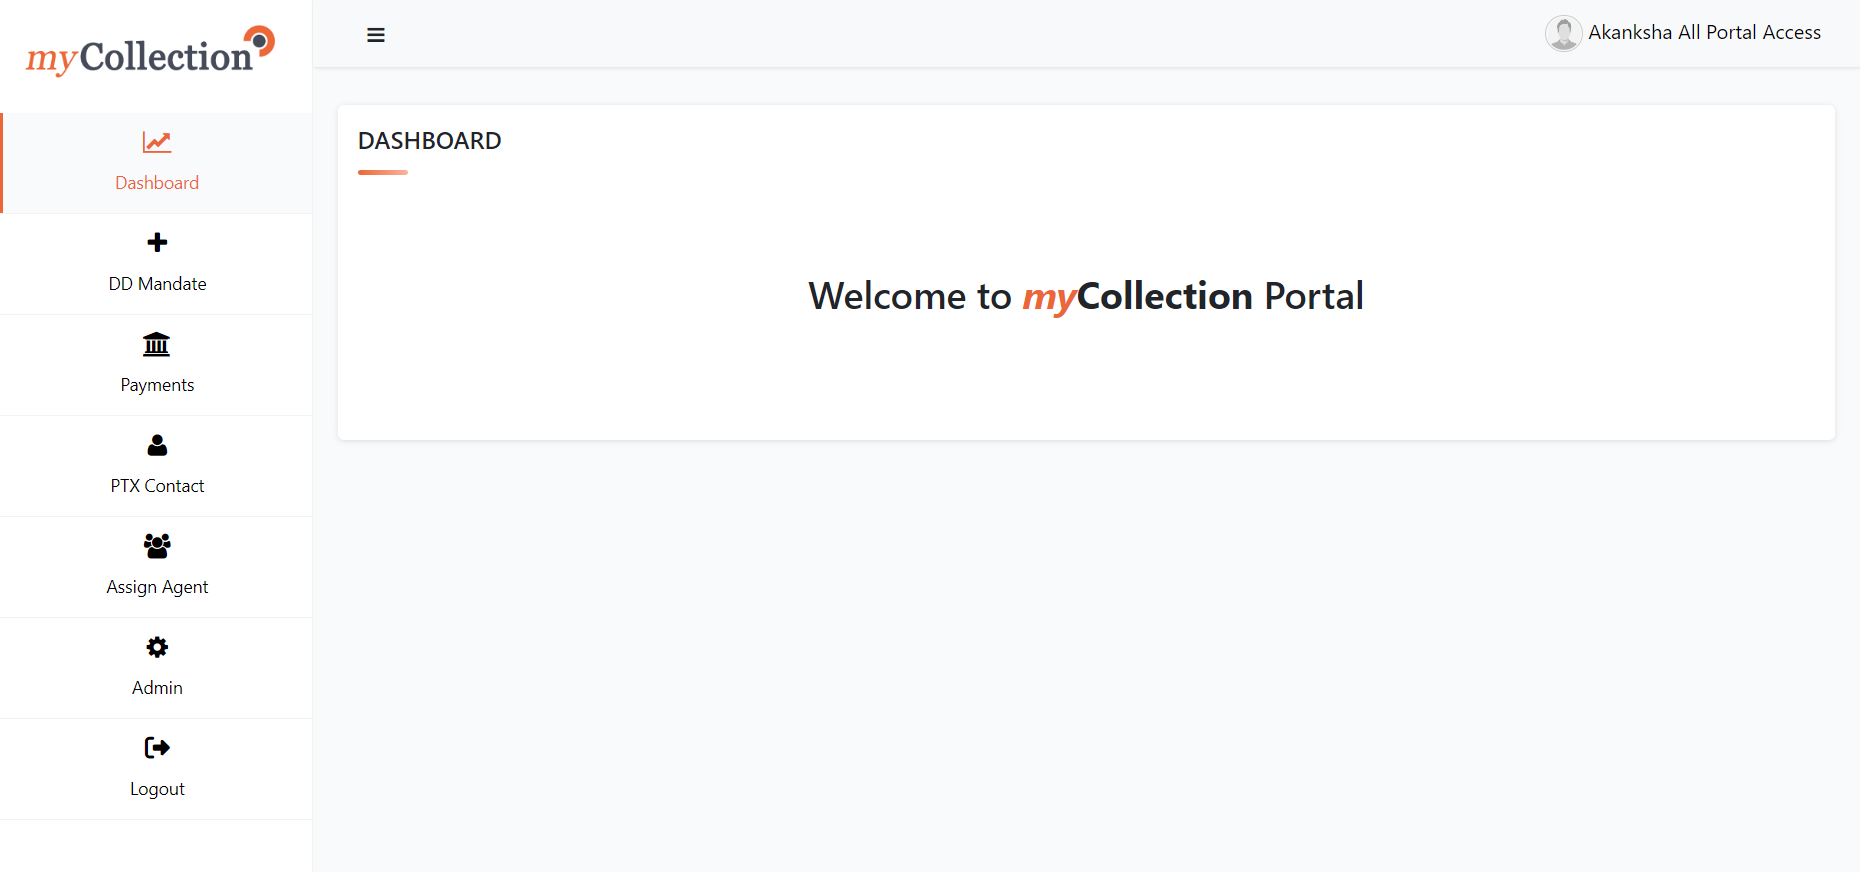 myCollection
Akanksha All Portal Access
Dashboard
DD Mandate
Payments
PTX Contact
Assign Agent
Admin
Logout
DASHBOARD
Welcome to myCollection Portal